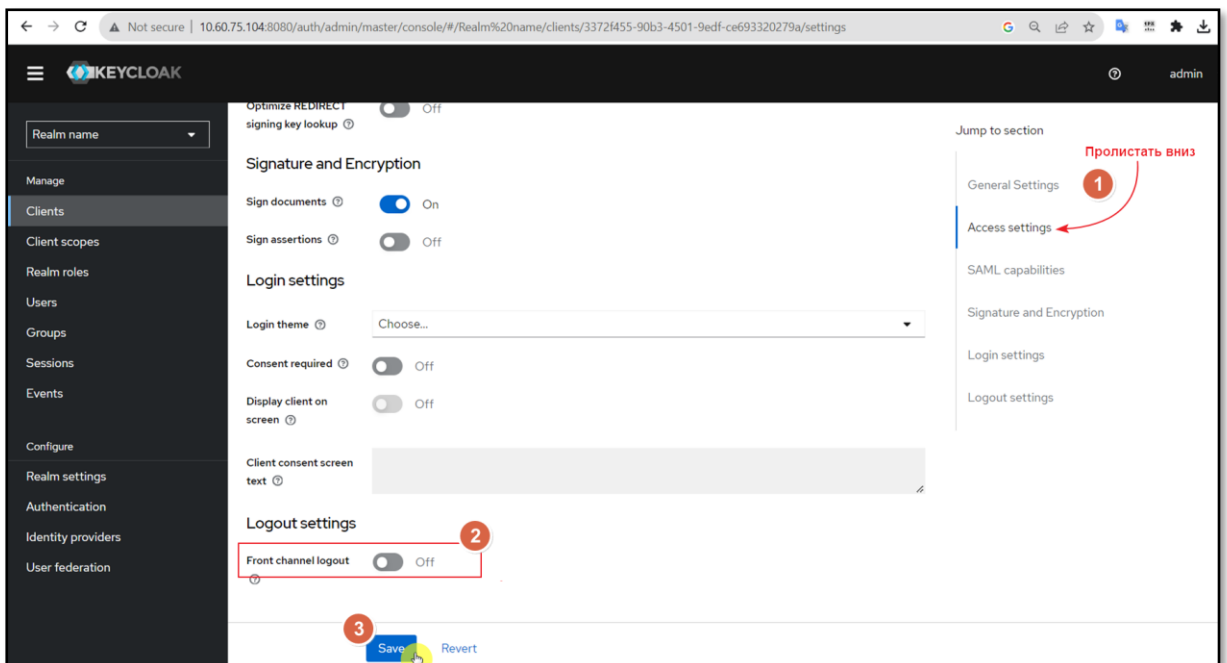 Not secure | 10.60.75.104:8080/auth/admin/master/console/#/Realm%20name/clients/3372f455-90b3-4501-9edf-ce693320279a/settings
KEYCLOAK
admin
Realm name
Manage
Clients
Client scopes
Realm roles
Users
Groups
Sessions
Events
Configure
Realm settings
Authentication
Identity providers
User federation
Optimize REDIRECT
signing key lookup
Off
Signature and Encryption
Sign documents
On
Sign assertions
Off
Login settings
Login theme
Choose...
Consent required
Off
Display client on
screen
Off
Client consent screen
text
Logout settings
2
Front channel logout
Off
3
Save
Revert
Jump to section
Пролистать вниз
General Settings
1
Access settings
SAML capabilities
Signature and Encryption
Login settings
Logout settings